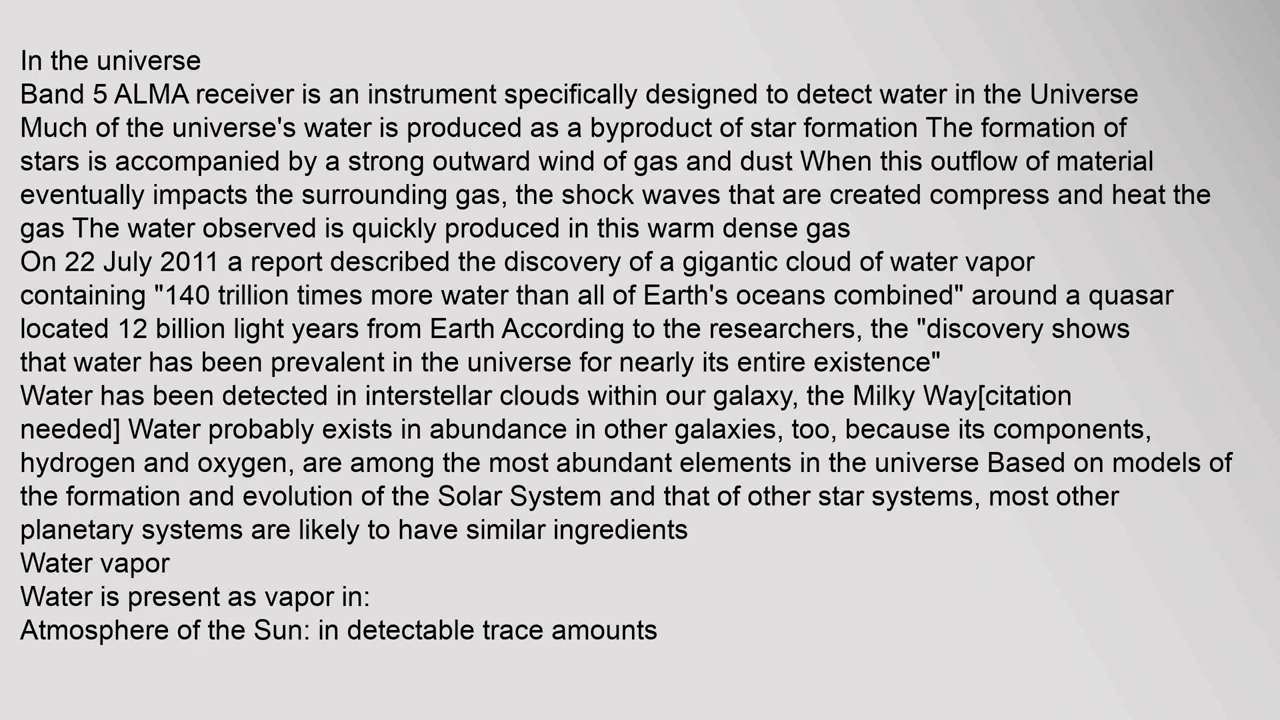 In the universe
Band 5 ALMA receiver is an instrument specifically designed to detect water in the Universe
Much of the universe's water is produced as a byproduct of star formation The formation of
stars is accompanied by a strong outward wind of gas and dust When this outflow of material
eventually impacts the surrounding gas, the shock waves that are created compress and heat the
gas The water observed is quickly produced in this warm dense gas
On 22 July 2011 a report described the discovery of a gigantic cloud of water vapor
containing "140 trillion times more water than all of Earth's oceans combined" around a quasar
located 12 billion light years from Earth According to the researchers, the "discovery shows
that water has been prevalent in the universe for nearly its entire existence"
Water has been detected in interstellar clouds within our galaxy, the Milky Way[citation
needed] Water probably exists in abundance in other galaxies, too, because its components,
hydrogen and oxygen, are among the most abundant elements in the universe Based on models of
the formation and evolution of the Solar System and that of other star systems, most other
planetary systems are likely to have similar ingredients
Water vapor
Water is present as vapor in:
Atmosphere of the Sun: in detectable trace amounts